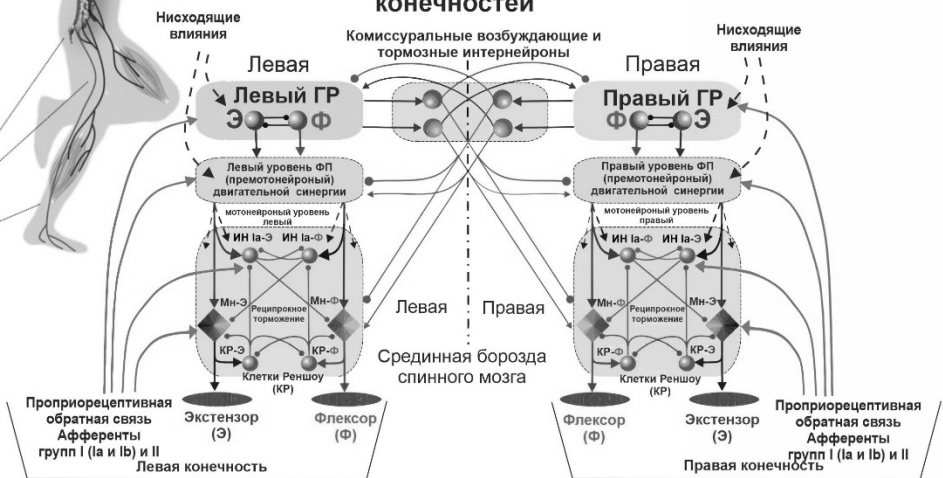 конечностей
Нисходящие
влияния
Комиссуральные возбуждающие и
тормозные интернейроны
Нисходящие
влияния
Левая
Правая
Левый ГР
Э Ф
Правый ГР
Ф Э
Левый уровень ФП
(премотонейроный)
двигательной синергии
Правый уровень ФП
(премотонейроный)
двигательной синергии
мотонейроный уровень
левый
мотонейроный уровень
правый
ИН Ia-Э ИН Ia-Ф
ИН Ia-Ф ИН Ia-Э
Мн-Э Мн-Ф
Реципрокное
торможение
Левая Правая
Мн-Ф Мн-Э
Реципрокное
торможение
КР-Э КР-Ф
Клетки Реншоу
(КР)
Срединная борозда
спинного мозга
КР-Ф КР-Э
Клетки Реншоу
(КР)
Проприорецептивная
обратная связь
Афференты
групп I (Ia и Ib) и II
Экстензор
(Э)
Флексор
(Ф)
Левая конечность
Флексор
(Ф)
Экстензор
(Э)
Проприорецептивная
обратная связь
Афференты
групп I (Ia и Ib) и II
Правая конечность